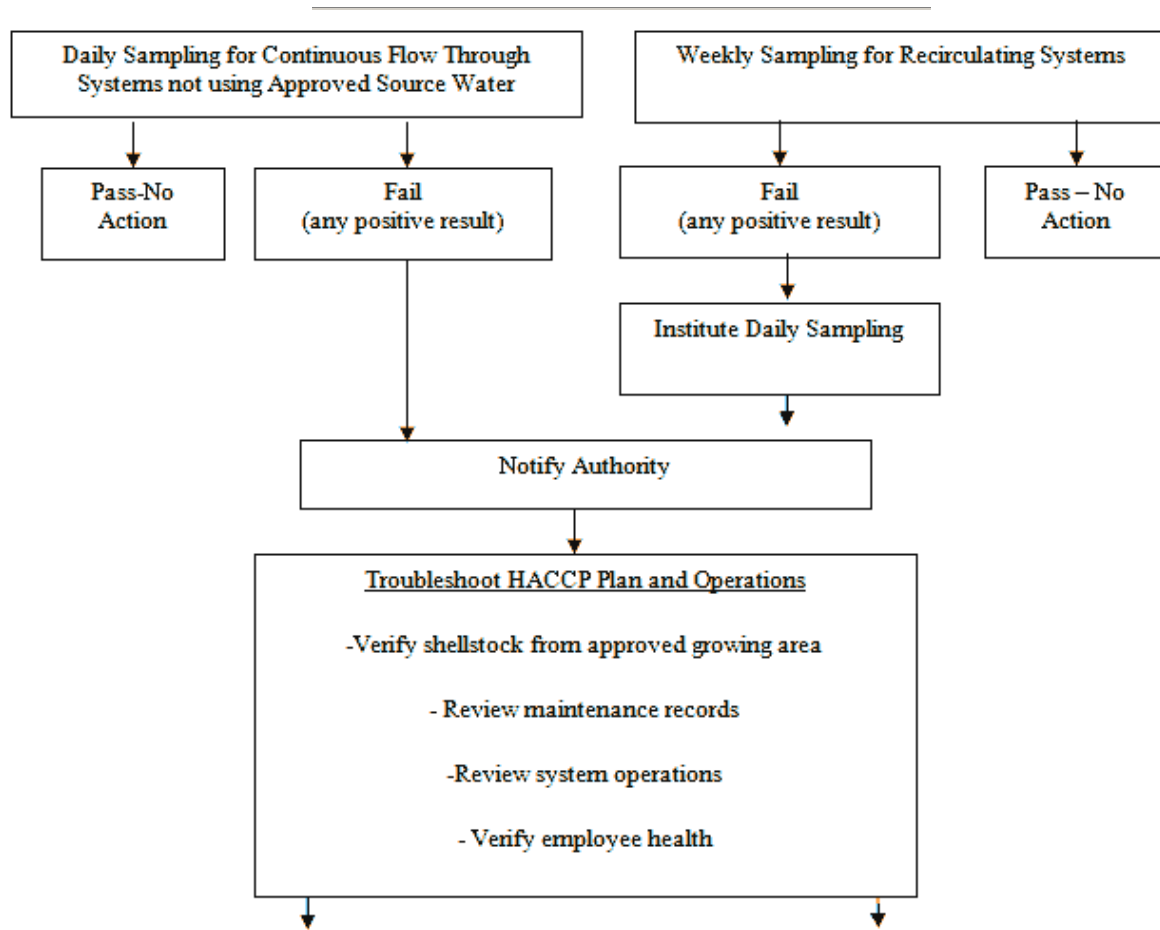 Daily Sampling for Continuous Flow Through
Systems not using Approved Source Water
Weekly Sampling for Recirculating Systems
Pass-No
Action
Fail
(any positive result)
Fail
(any positive result)
Pass – No
Action
Institute Daily Sampling
Notify Authority
Troubleshoot HACCP Plan and Operations
-Verify shellstock from approved growing area
- Review maintenance records
-Review system operations
- Verify employee health